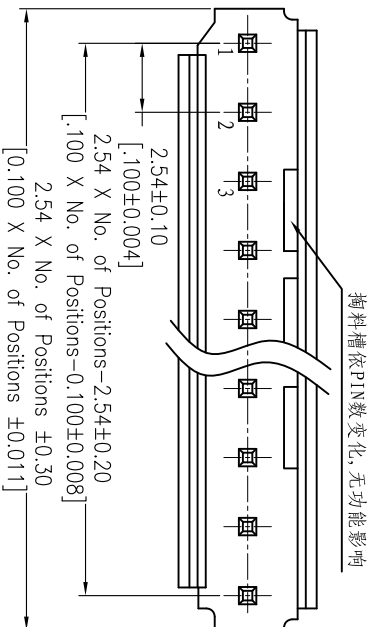 掏料槽依PIN数变化,无功能影响
1
2
3
2.54±0.10
[.100±0.004]
2.54 X No. of Positions-2.54±0.20
[.100 X No. of Positions-0.100±0.008]
2.54 X No. of Positions ±0.30
[0.100 X No. of Positions ±0.011]